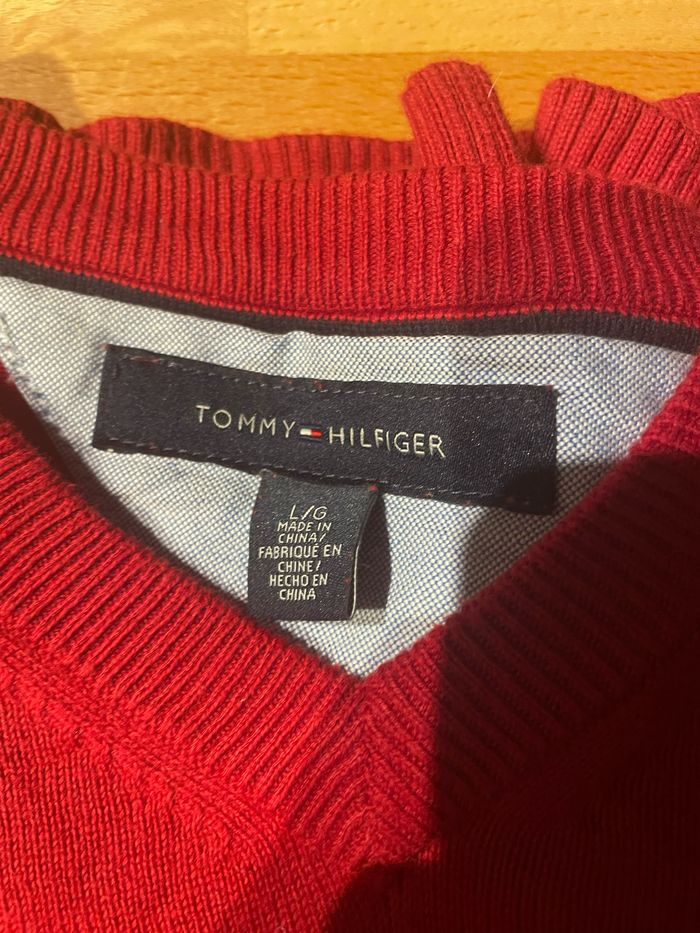 TOMMY HILFIGER
L/G
MADE IN
CHINA/
FABRIQUÉ EN
CHINE/
HECHO EN
CHINA